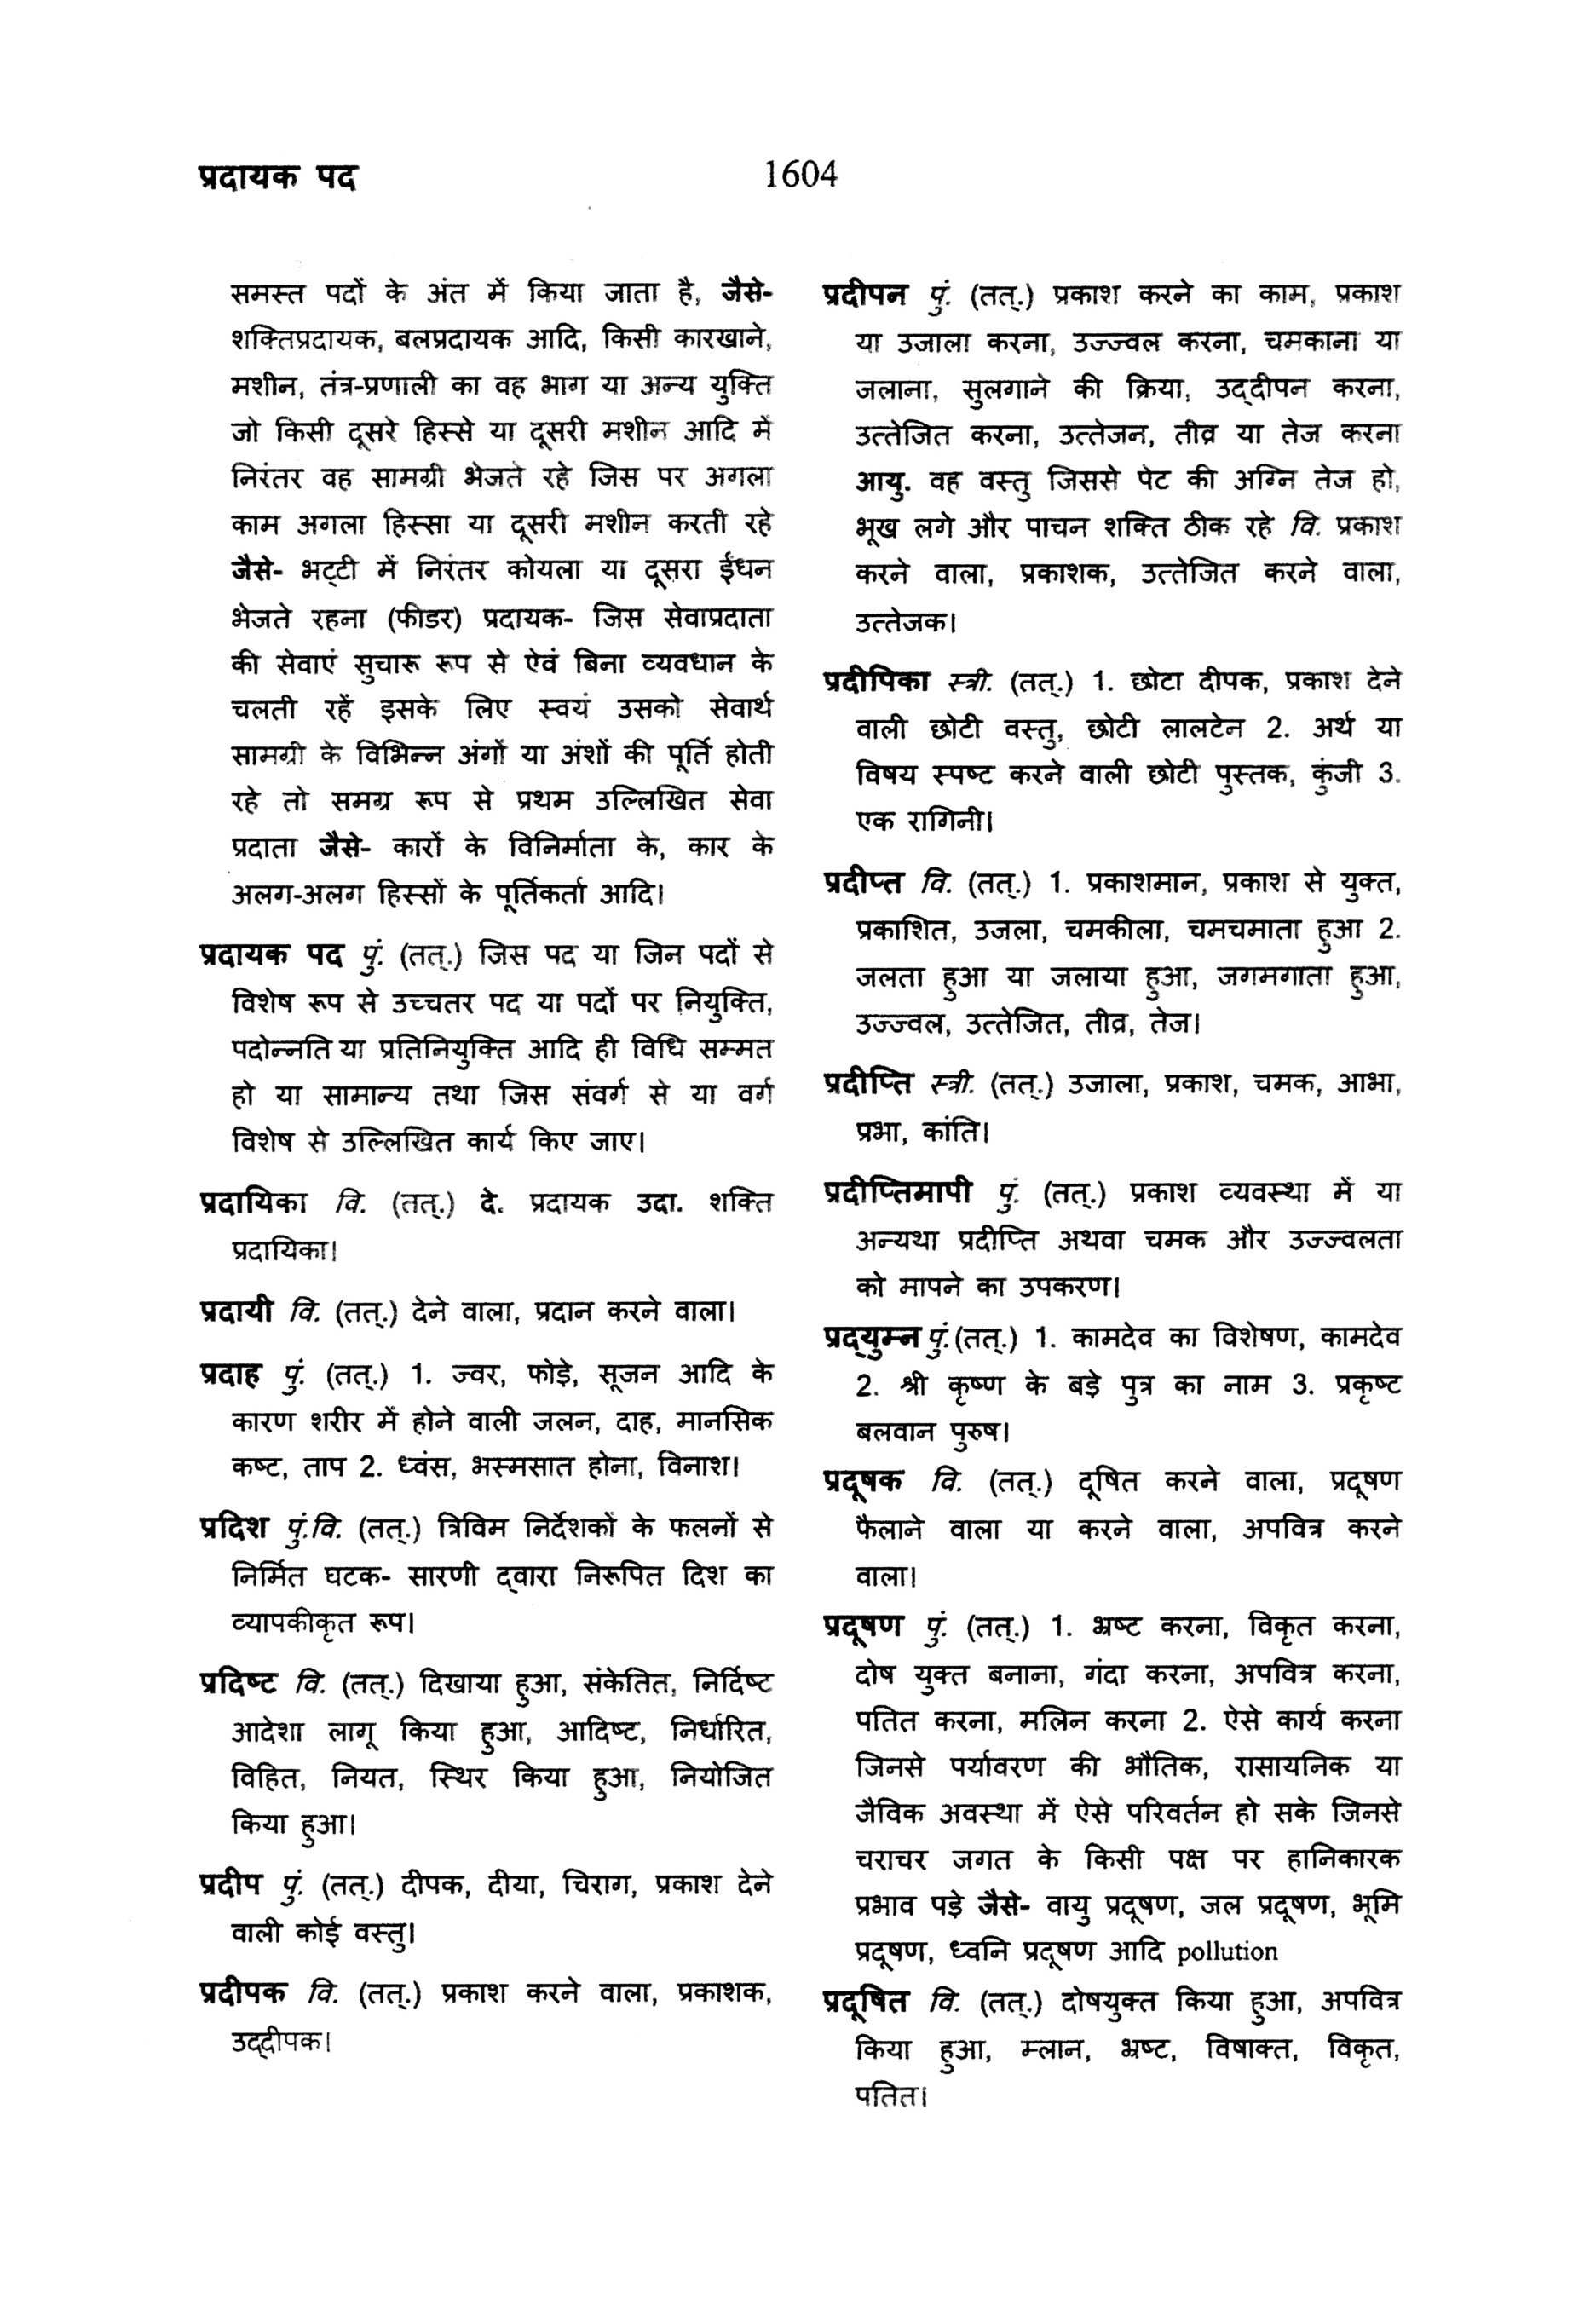 प्रदायक पद
1604
समस्त पदों के अंत में किया जाता है, जैसे-
शक्तिप्रदायक, बलप्रदायक आदि, किसी कारखाने,
मशीन, तंत्र-प्रणाली का वह भाग या अन्य युक्ति
जो किसी दूसरे हिस्से या दूसरी मशीन आदि में
निरंतर वह सामग्री भेजते रहे जिस पर अगला
काम अगला हिस्सा या दूसरी मशीन करती रहे
जैसे- भट्टी में निरंतर कोयला या दूसरा ईंधन
भेजते रहना (फीडर) प्रदायक- जिस सेवाप्रदाता
की सेवाएं सुचारू रूप से ऐवं बिना व्यवधान के
चलती रहें इसके लिए स्वयं उसको सेवार्थ
सामग्री के विभिन्न अंगों या अंशों की पूर्ति होती
रहे तो समग्र रूप से प्रथम उल्लिखित सेवा
प्रदाता जैसे- कारों के विनिर्माता के, कार के
अलग-अलग हिस्सों के पूर्तिकर्ता आदि।
प्रदायक पद पुं. (तत्.) जिस पद या जिन पदों से
विशेष रूप से उच्चतर पद या पदों पर नियुक्ति,
पदोन्नति या प्रतिनियुक्ति आदि ही विधि सम्मत
हो या सामान्य तथा जिस संवर्ग से या वर्ग
विशेष से उल्लिखित कार्य किए जाए।
प्रदायिका वि. (तत्.) दे. प्रदायक उदा. शक्ति
प्रदायिका।
प्रदायी वि. (तत्.) देने वाला, प्रदान करने वाला।
प्रदाह पुं. (तत्.) 1. ज्वर, फोड़े, सूजन आदि के
कारण शरीर में होने वाली जलन, दाह, मानसिक
कष्ट, ताप 2. ध्वंस, भस्मसात होना, विनाश।
प्रदिश पुं.वि. (तत्.) त्रिविम निर्देशकों के फलनों से
निर्मित घटक- सारणी द्वारा निरूपित दिश का
व्यापकीकृत रूप।
प्रदिष्ट वि. (तत्.) दिखाया हुआ, संकेतित, निर्दिष्ट
आदेशा लागू किया हुआ, आदिष्ट, निर्धारित,
विहित, नियत, स्थिर किया हुआ, नियोजित
किया हुआ।
प्रदीप पुं. (तत्.) दीपक, दीया, चिराग, प्रकाश देने
वाली कोई वस्तु।
प्रदीपक वि. (तत्.) प्रकाश करने वाला, प्रकाशक,
उद्दीपक।
प्रदीपन पुं. (तत्.) प्रकाश करने का काम, प्रकाश
या उजाला करना, उज्ज्वल करना, चमकाना या
जलाना, सुलगाने की क्रिया, उद्दीपन करना,
उत्तेजित करना, उत्तेजन, तीव्र या तेज करना
आयु. वह वस्तु जिससे पेट की अग्नि तेज हो,
भूख लगे और पाचन शक्ति ठीक रहे वि. प्रकाश
करने वाला, प्रकाशक, उत्तेजित करने वाला,
उत्तेजक।
प्रदीपिका स्त्री. (तत्.) 1. छोटा दीपक, प्रकाश देने
वाली छोटी वस्तु, छोटी लालटेन 2. अर्थ या
विषय स्पष्ट करने वाली छोटी पुस्तक, कुंजी 3.
एक रागिनी।
प्रदीप्त वि. (तत्.) 1. प्रकाशमान, प्रकाश से युक्त,
प्रकाशित, उजला, चमकीला, चमचमाता हुआ 2.
जलता हुआ या जलाया हुआ, जगमगाता हुआ,
उज्ज्वल, उत्तेजित, तीव्र, तेज।
प्रदीप्ति स्त्री. (तत्.) उजाला, प्रकाश, चमक, आभा,
प्रभा, कांति।
प्रदीप्तिमापी पुं. (तत्.) प्रकाश व्यवस्था में या
अन्यथा प्रदीप्ति अथवा चमक और उज्ज्वलता
को मापने का उपकरण।
प्रद्युम्न पुं.(तत्.) 1. कामदेव का विशेषण, कामदेव
2. श्री कृष्ण के बड़े पुत्र का नाम 3. प्रकृष्ट
बलवान पुरुष।
प्रदूषक वि. (तत्.) दूषित करने वाला, प्रदूषण
फैलाने वाला या करने वाला, अपवित्र करने
वाला।
प्रदूषण पुं. (तत्.) 1. भ्रष्ट करना, विकृत करना,
दोष युक्त बनाना, गंदा करना, अपवित्र करना,
पतित करना, मलिन करना 2. ऐसे कार्य करना
जिनसे पर्यावरण की भौतिक, रासायनिक या
जैविक अवस्था में ऐसे परिवर्तन हो सके जिनसे
चराचर जगत के किसी पक्ष पर हानिकारक
प्रभाव पड़े जैसे- वायु प्रदूषण, जल प्रदूषण, भूमि
प्रदूषण, ध्वनि प्रदूषण आदि pollution
प्रदूषित वि. (तत्.) दोषयुक्त किया हुआ, अपवित्र
किया हुआ, म्लान, भ्रष्ट, विषाक्त, विकृत,
पतित।